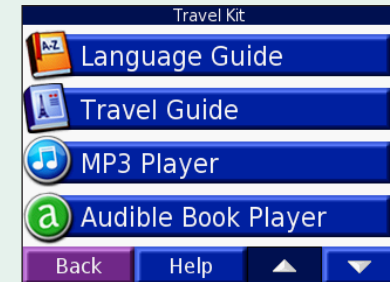 Travel Kit
A-Z
Language Guide
Travel Guide
MP3 Player
a
Audible Book Player
Back
Help